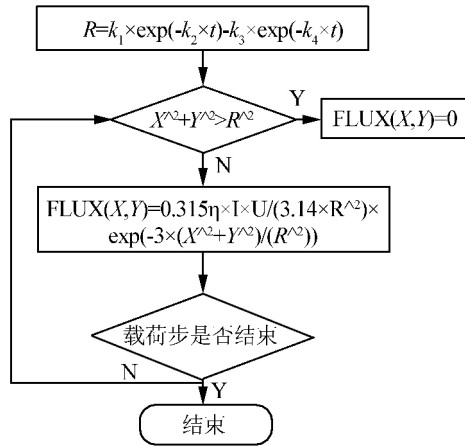 R=k₁×exp(-k₂×t)-k₃×exp(-k₄×t)
X^²+Y^²>R^²
Y
FLUX(X,Y)=0
N
FLUX(X,Y)=0.315η×I×U/(3.14×R^²)×
exp(-3×(X^²+Y^²)/(R^²))
载荷步是否结束
N
Y
结束